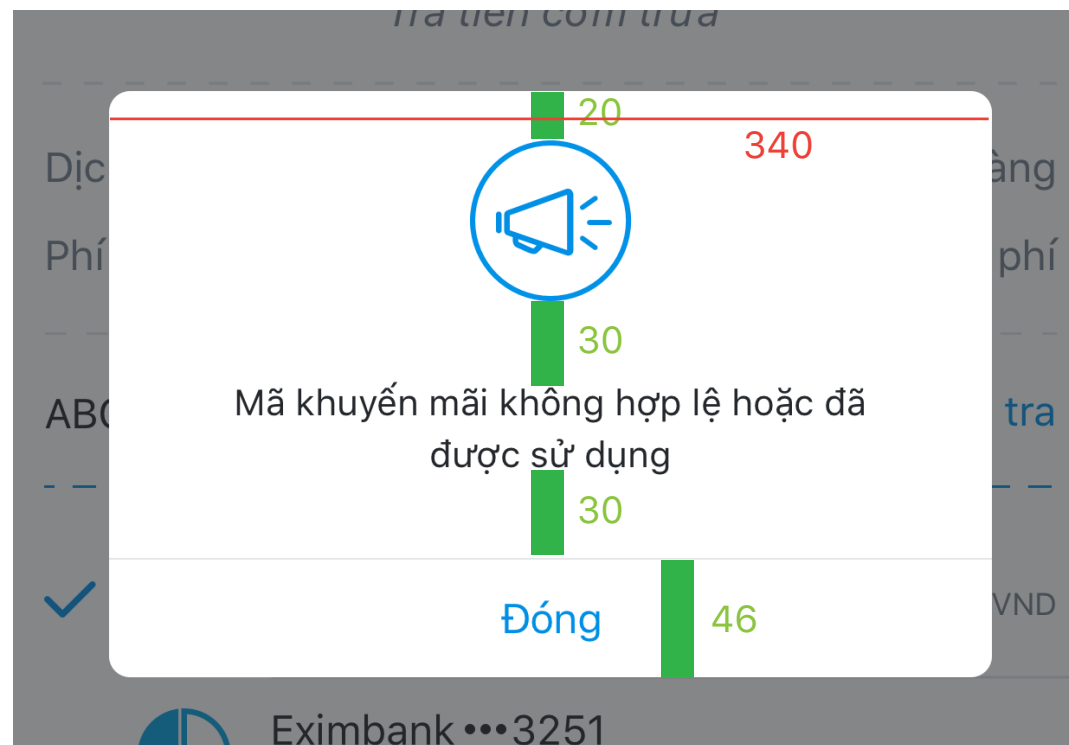 Trả tiền cơm trưa
20
340
Dịc
àng
Phí
phí
30
Mã khuyến mãi không hợp lệ hoặc đã
được sử dụng
ABC
tra
30
Đóng
46
VND
Eximbank •••3251